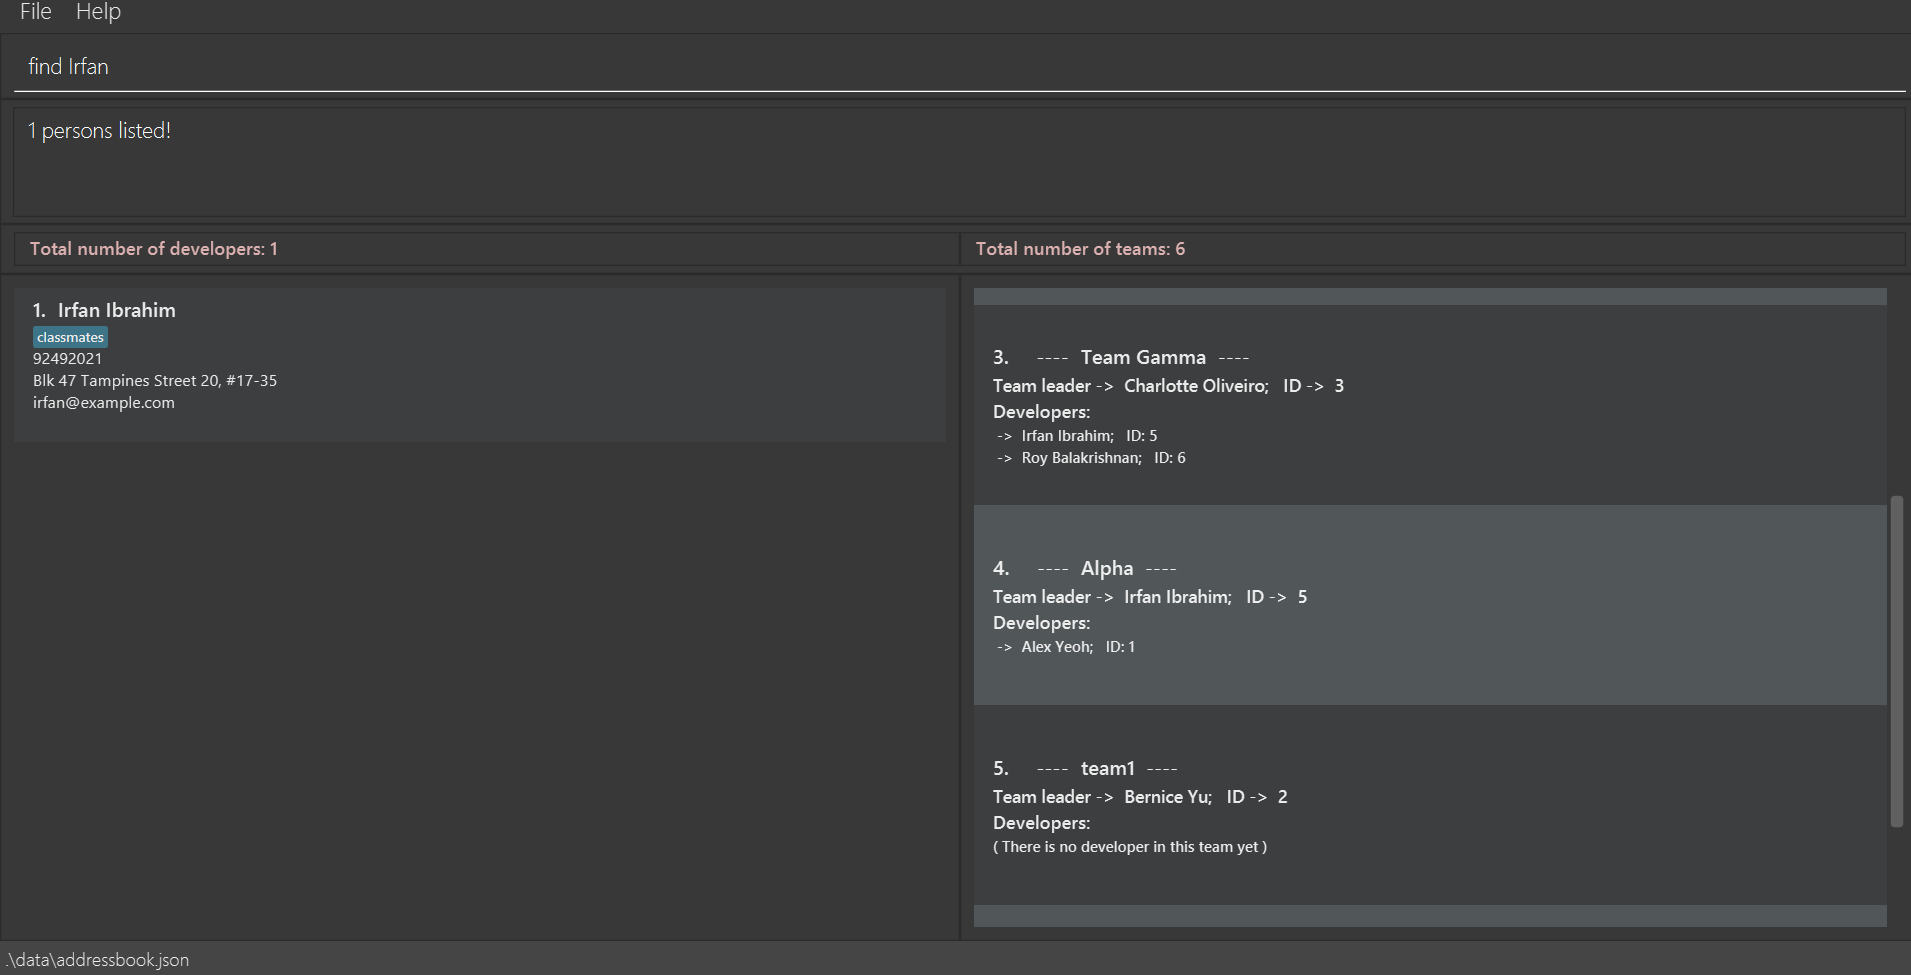 File Help
find Irfan
1 persons listed!
Total number of developers: 1
Total number of teams: 6
1. Irfan Ibrahim
classmates
92492021
Blk 47 Tampines Street 20, #17-35
irfan@example.com
3. ---- Team Gamma ----
Team leader -> Charlotte Oliveiro; ID -> 3
Developers:
-> Irfan Ibrahim; ID: 5
-> Roy Balakrishnan; ID: 6
4. ---- Alpha ----
Team leader -> Irfan Ibrahim; ID -> 5
Developers:
-> Alex Yeoh; ID: 1
5. ---- team1 ----
Team leader -> Bernice Yu; ID -> 2
Developers:
( There is no developer in this team yet )
.\data\addressbook.json